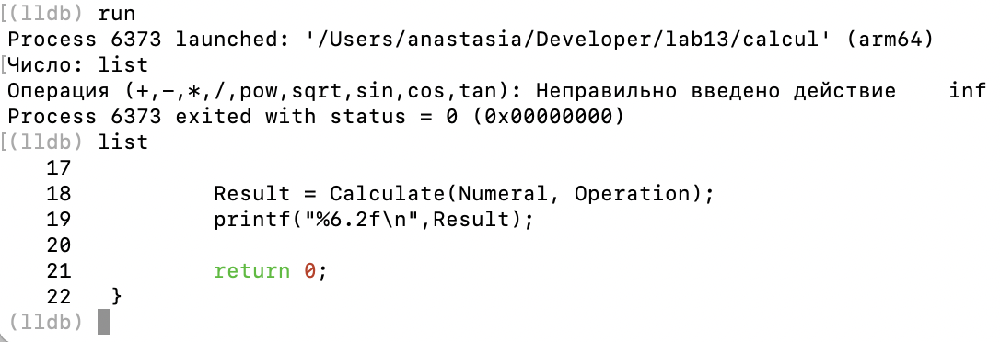 [(lldb) run
Process 6373 launched: '/Users/anastasia/Developer/lab13/calcul' (arm64)
[Число: list
Операция (+,-,*,/,pow,sqrt,sin,cos,tan): Неправильно введено действие    inf
Process 6373 exited with status = 0 (0x00000000)
[(lldb) list
17
18            Result = Calculate(Numeral, Operation);
19            printf("%6.2f\n",Result);
20
21            return 0;
22   }
(lldb)